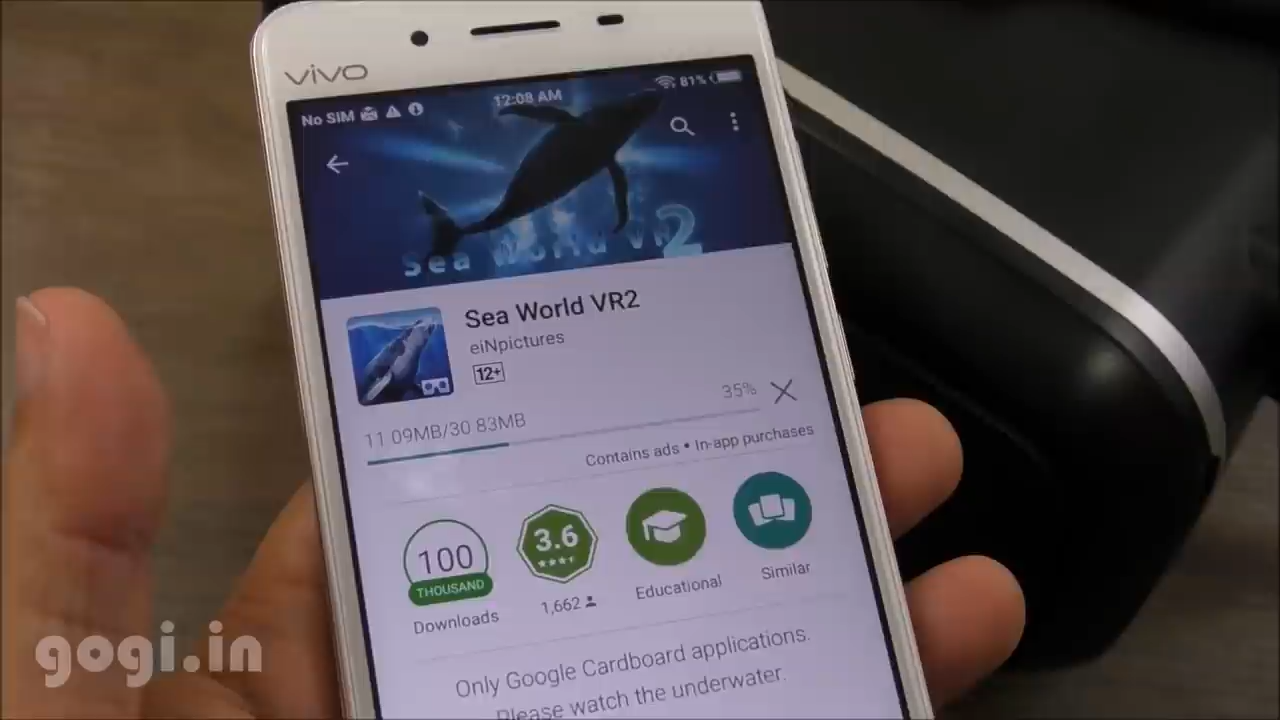 vivo
No SIM 12:08 AM 81%
Sea World VR2
Sea World VR2
eiNpictures
12+
11.09MB/30.83MB 35%
Contains ads • In-app purchases
100
THOUSAND
Downloads
3.6
1,662
Educational
Similar
Only Google Cardboard applications.
Please watch the underwater.
gogi.in